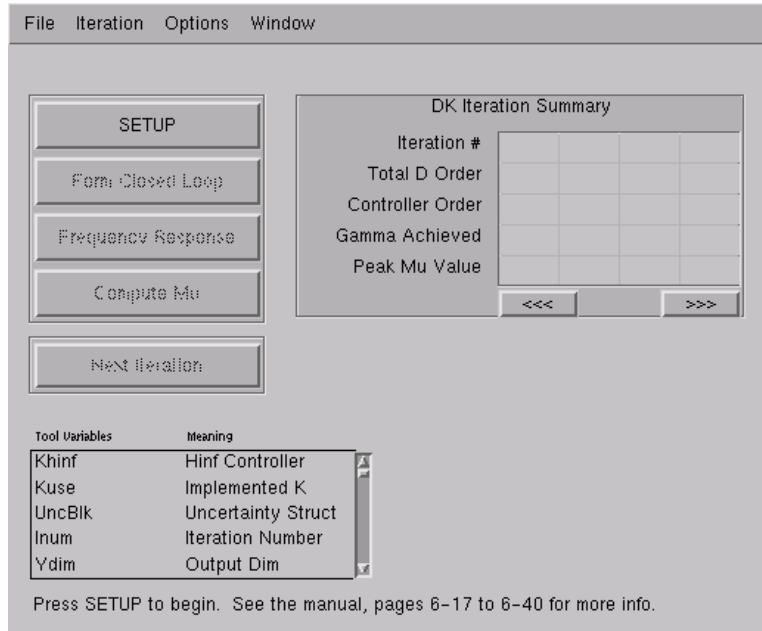 File Iteration Options Window
SETUP
Form Closed Loop
Frequency Response
Compute Mu
Next Iteration
DK Iteration Summary
Iteration #
Total D Order
Controller Order
Gamma Achieved
Peak Mu Value
<<< >>>
Tool Variables Meaning
Khinf Hinf Controller
Kuse Implemented K
UncBlk Uncertainty Struct
Inum Iteration Number
Ydim Output Dim
Press SETUP to begin. See the manual, pages 6-17 to 6-40 for more info.